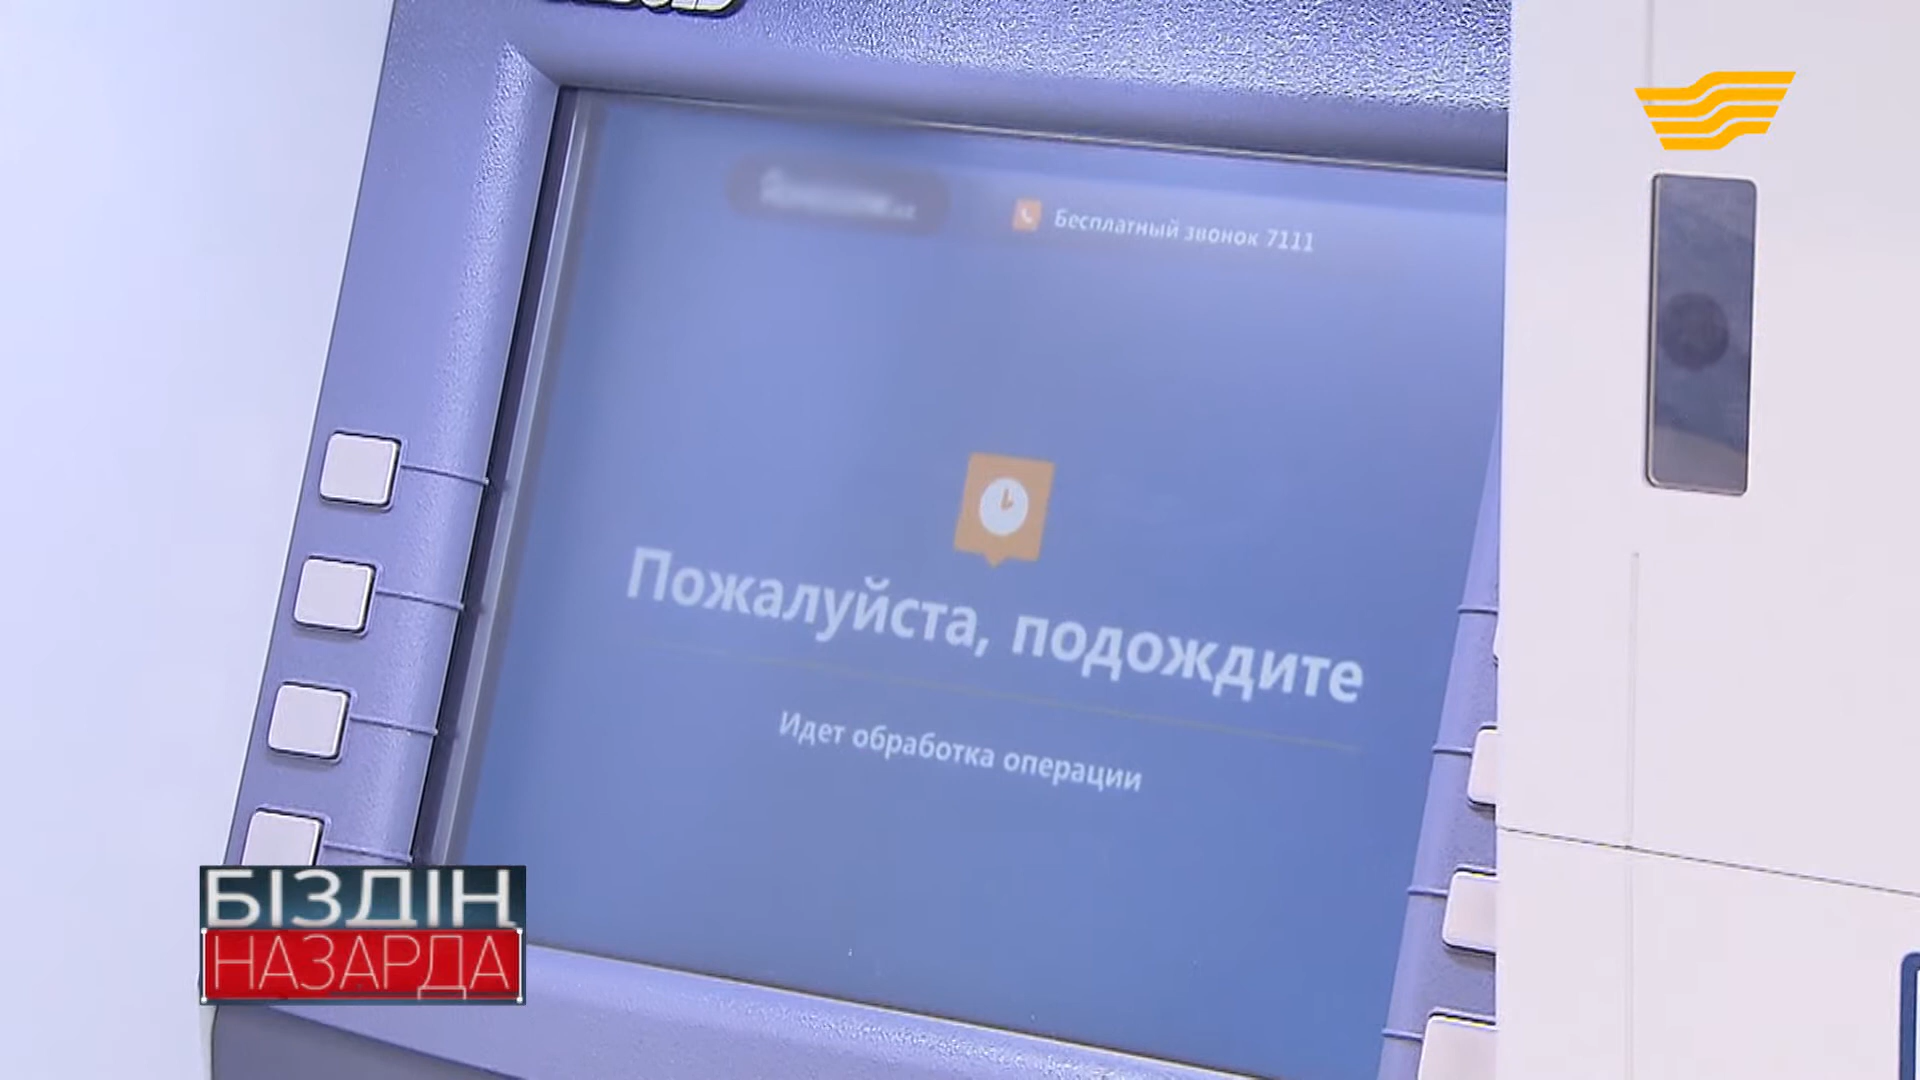 Бесплатный звонок 7111
Пожалуйста, подождите
Идет обработка операции
БІЗДІҢ
НАЗАРДА